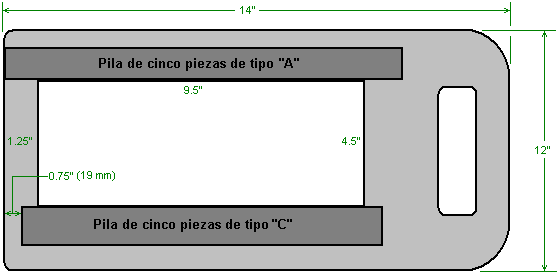 14"
Pila de cinco piezas de tipo "A"
9.5"
1.25"
4.5"
12"
0.75" (19 mm)
Pila de cinco piezas de tipo "C"